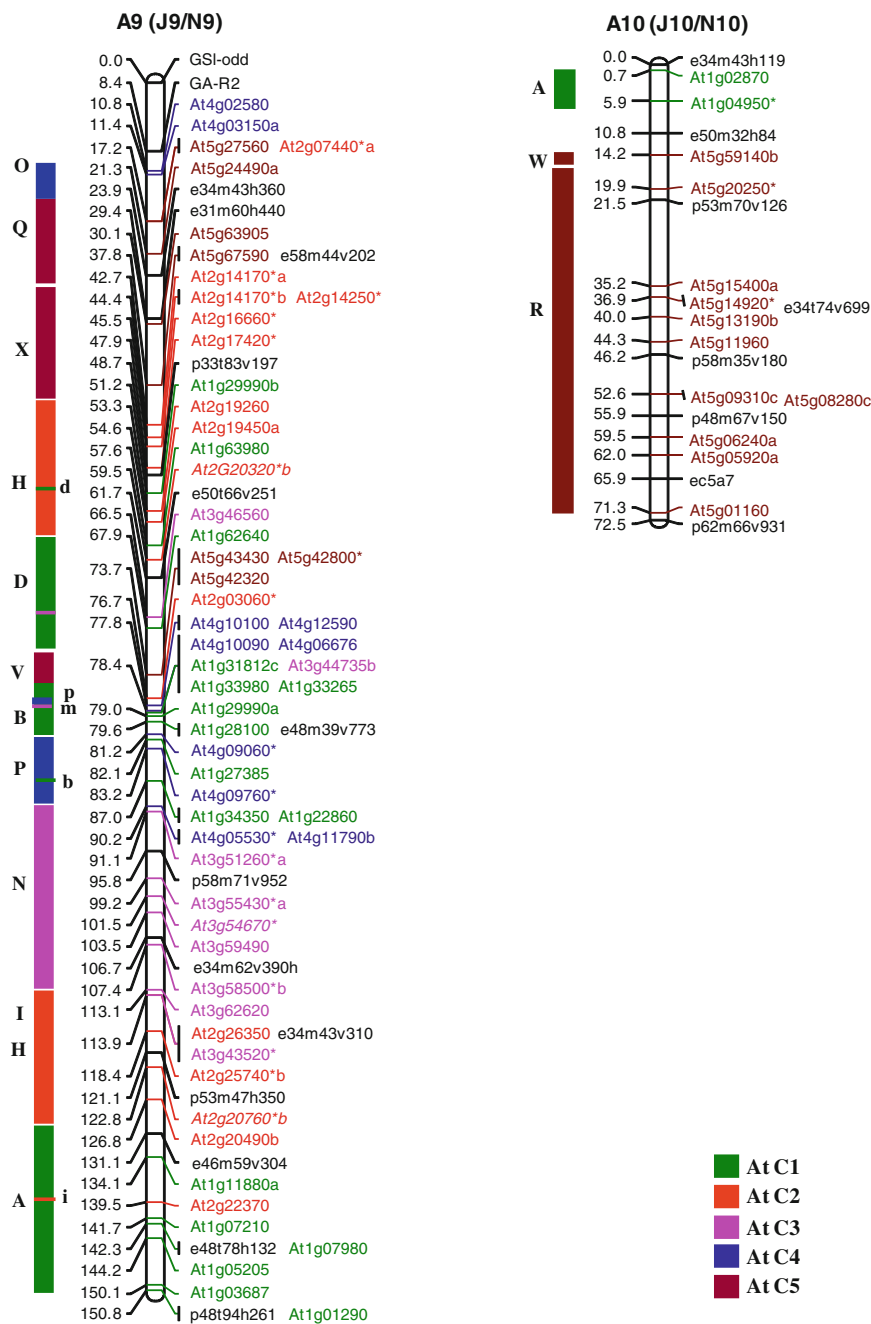 A9 (J9/N9)
0.0 GSI-odd
8.4 GA-R2
10.8 At4g02580
11.4 At4g03150a
17.2 At5g27560 At2g07440*a
O 21.3 At5g24490a
23.9 e34m43h360
Q 29.4 e31m60h440
30.1 At5g63905
37.8 At5g67590 e58m44v202
42.7 At2g14170*a
44.4 At2g14170*b At2g14250*
45.5 At2g16660*
X 47.9 At2g17420*
48.7 p33t83v197
51.2 At1g29990b
53.3 At2g19260
54.6 At2g19450a
57.6 At1g63980
59.5 At2G20320*b
H d 61.7 e50t66v251
66.5 At3g46560
67.9 At1g62640
At5g43430 At5g42800*
D 73.7 At5g42320
76.7 At2g03060*
77.8 At4g10100 At4g12590
At4g10090 At4g06676
V 78.4 At1g31812c At3g44735b
p At1g33980 At1g33265
B m 79.0 At1g29990a
79.6 At1g28100 e48m39v773
81.2 At4g09060*
P b 82.1 At1g27385
83.2 At4g09760*
87.0 At1g34350 At1g22860
90.2 At4g05530* At4g11790b
91.1 At3g51260*a
N 95.8 p58m71v952
99.2 At3g55430*a
101.5 At3g54670*
103.5 At3g59490
106.7 e34m62v390h
107.4 At3g58500*b
I 113.1 At3g62620
At2g26350 e34m43v310
H 113.9 At3g43520*
118.4 At2g25740*b
121.1 p53m47h350
122.8 At2g20760*b
126.8 At2g20490b
131.1 e46m59v304
134.1 At1g11880a
A i 139.5 At2g22370
141.7 At1g07210
142.3 e48t78h132 At1g07980
144.2 At1g05205
150.1 At1g03687
150.8 p48t94h261 At1g01290
A10 (J10/N10)
0.0 e34m43h119
A 0.7 At1g02870
5.9 At1g04950*
10.8 e50m32h84
W 14.2 At5g59140b
19.9 At5g20250*
21.5 p53m70v126
35.2 At5g15400a
R 36.9 At5g14920* e34t74v699
40.0 At5g13190b
44.3 At5g11960
46.2 p58m35v180
52.6 At5g09310c At5g08280c
55.9 p48m67v150
59.5 At5g06240a
62.0 At5g05920a
65.9 ec5a7
71.3 At5g01160
72.5 p62m66v931
At C1
At C2
At C3
At C4
At C5